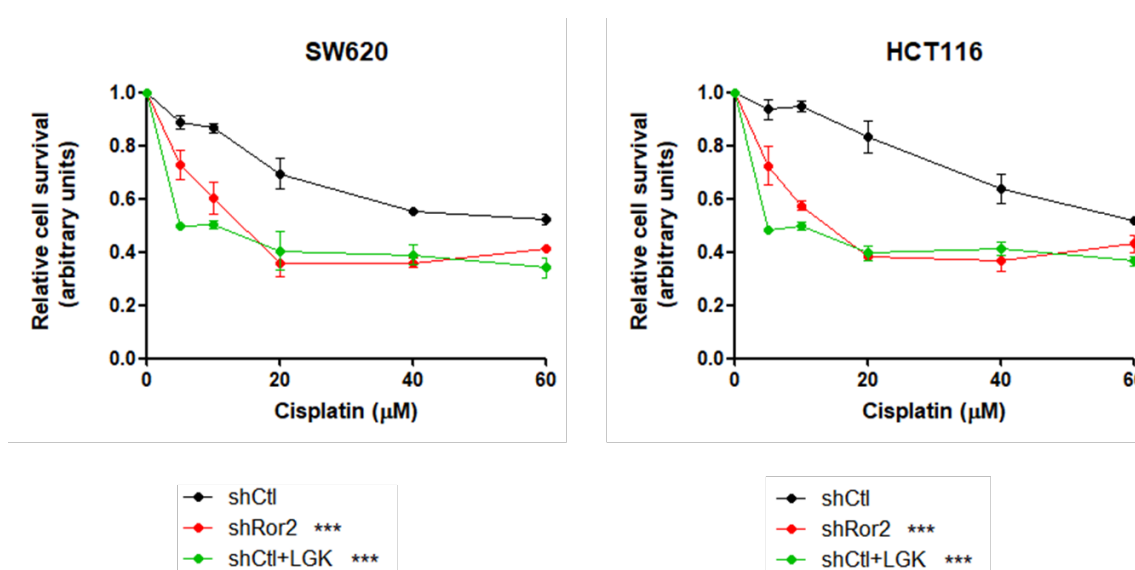 SW620
Relative cell survival
(arbitrary units)
1.0
0.8
0.6
0.4
0.2
0.0
0 20 40 60
Cisplatin (μM)
shCtl
shRor2 ***
shCtl+LGK ***
HCT116
Relative cell survival
(arbitrary units)
1.0
0.8
0.6
0.4
0.2
0.0
0 20 40 6
Cisplatin (μM)
shCtl
shRor2 ***
shCtl+LGK ***